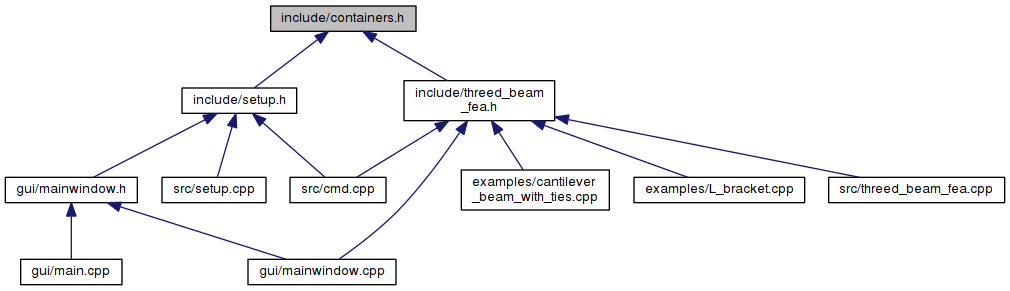 include/containers.h
include/setup.h
include/threed_beam
_fea.h
gui/mainwindow.h
src/setup.cpp
src/cmd.cpp
examples/cantilever
_beam_with_ties.cpp
examples/L_bracket.cpp
src/threed_beam_fea.cpp
gui/main.cpp
gui/mainwindow.cpp